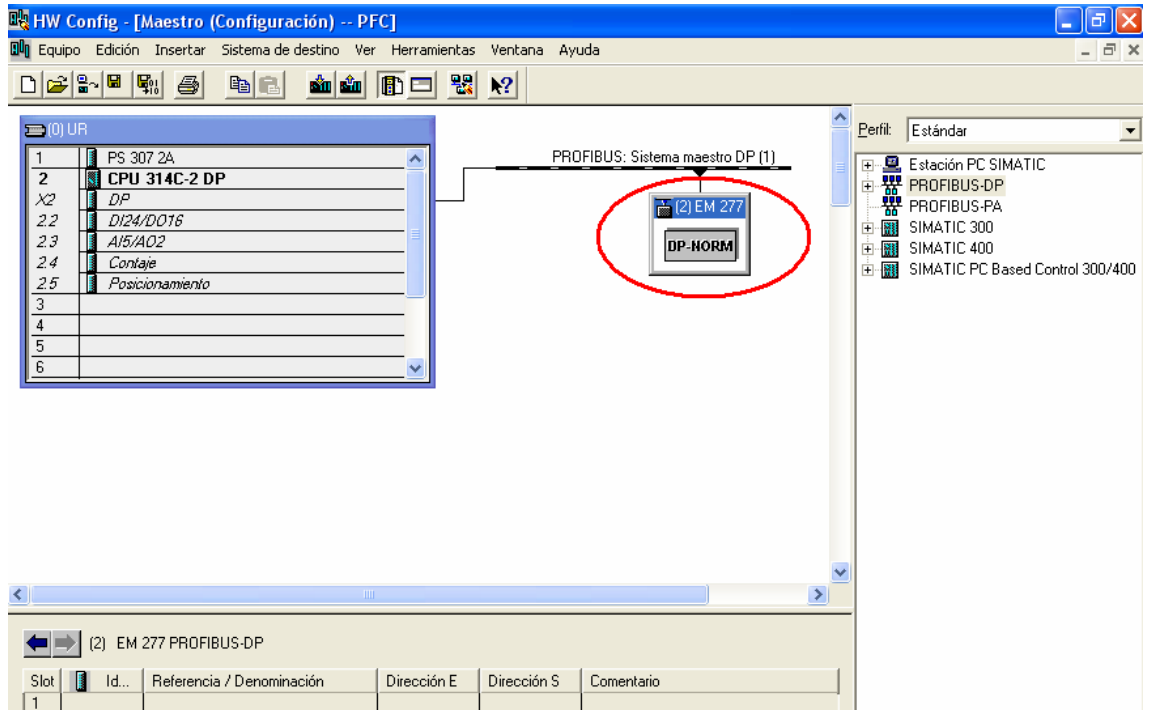 HW Config - [Maestro (Configuración) -- PFC]
Equipo Edición Insertar Sistema de destino Ver Herramientas Ventana Ayuda
(0) UR
1 PS 307 2A
2 CPU 314C-2 DP
X2 DP
2.2 DI24/DO16
2.3 AI5/AO2
2.4 Contaje
2.5 Posicionamiento
3
4
5
6
PROFIBUS: Sistema maestro DP (1)
(2) EM 277
DP-NORM
Perfil: Estándar
Estación PC SIMATIC
PROFIBUS-DP
PROFIBUS-PA
SIMATIC 300
SIMATIC 400
SIMATIC PC Based Control 300/400
(2) EM 277 PROFIBUS-DP
Slot Id... Referencia / Denominación Dirección E Dirección S Comentario
1